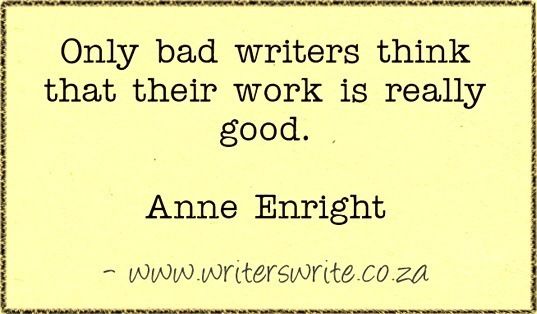 Only bad writers think
that their work is really
good.
Anne Enright
- www.writerswrite.co.za